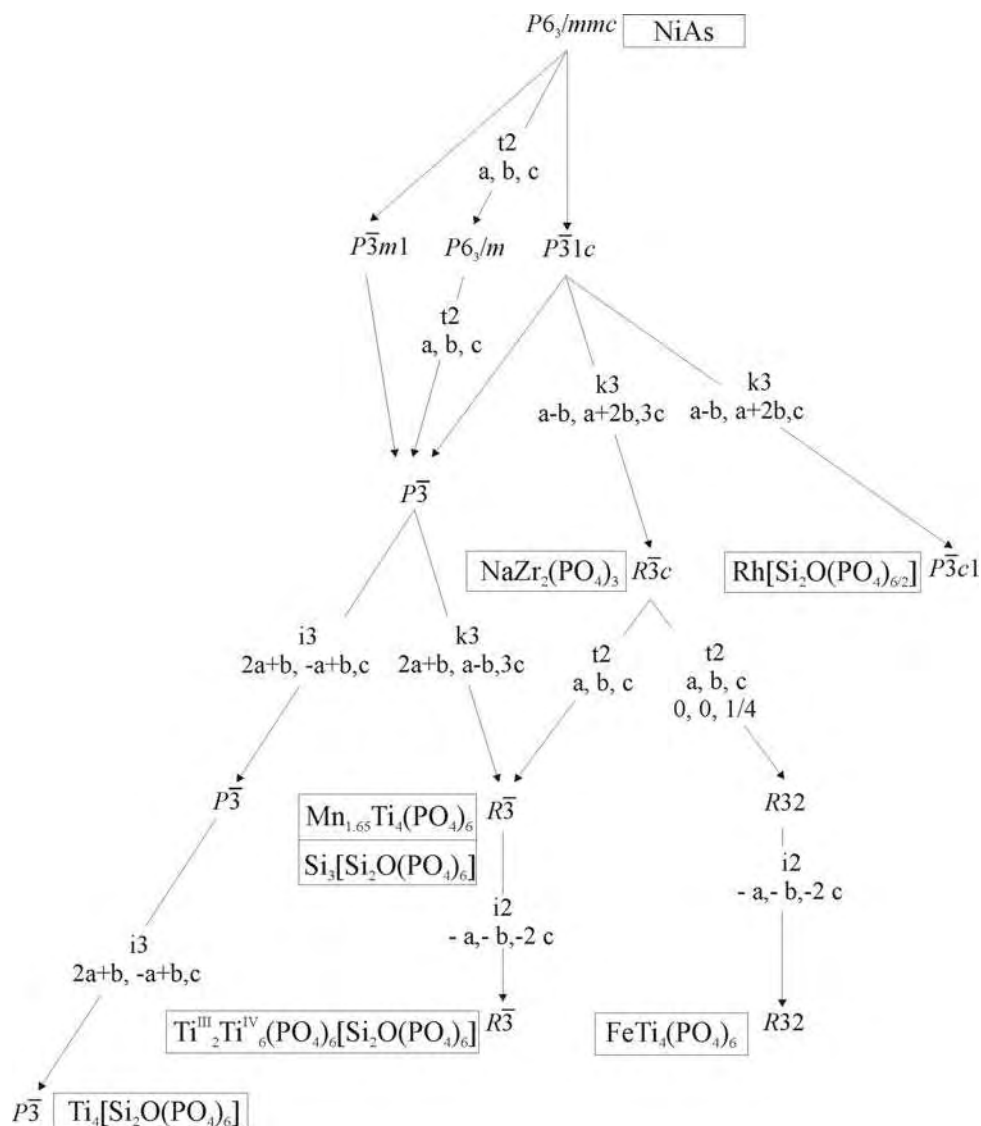 P6₃/mmc NiAs
t2
a, b, c
P3̅m1 P6₃/m P3̅1c
t2
a, b, c
k3
a-b, a+2b,3c
k3
a-b, a+2b,c
P3̅
NaZr₂(PO₄)₃ R3̅c
Rh[Si₂O(PO₄)₆/₂] P3̅c1
i3
2a+b, -a+b,c
k3
2a+b, a-b,3c
t2
a, b, c
t2
a, b, c
0, 0, 1/4
P3̅
Mn₁.₆₅Ti₄(PO₄)₆ R3̅
Si₃[Si₂O(PO₄)₆]
R32
i2
- a,- b,-2 c
i2
- a,- b,-2 c
i3
2a+b, -a+b,c
Ti^III₂Ti^IV₆(PO₄)₆[Si₂O(PO₄)₆] R3̅
FeTi₄(PO₄)₆ R32
P3̅ Ti₄[Si₂O(PO₄)₆]